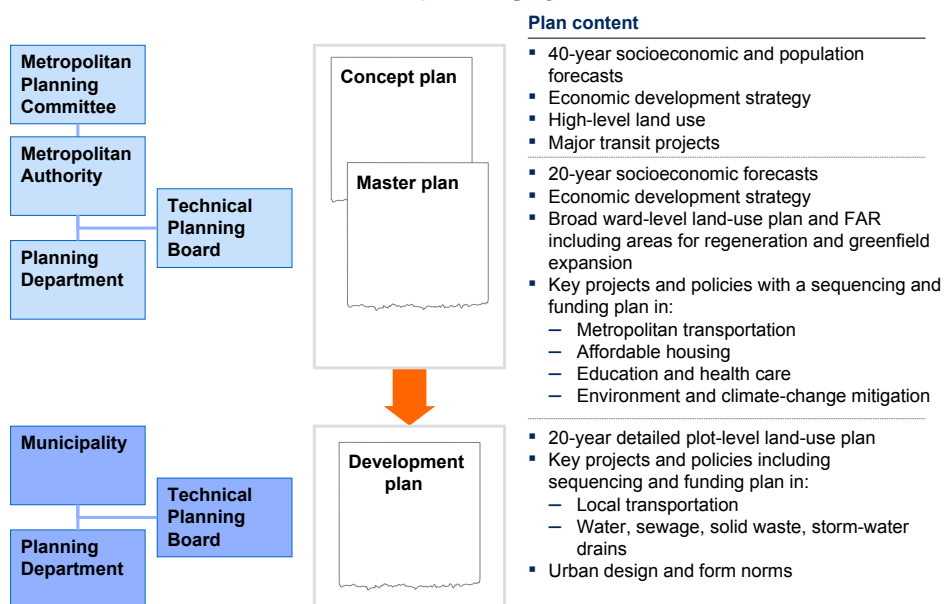 Plan content
Metropolitan
Planning
Committee
Metropolitan
Authority
Technical
Planning
Board
Planning
Department
Concept plan
Master plan
▪ 40-year socioeconomic and population
forecasts
▪ Economic development strategy
▪ High-level land use
▪ Major transit projects
▪ 20-year socioeconomic forecasts
▪ Economic development strategy
▪ Broad ward-level land-use plan and FAR
including areas for regeneration and greenfield
expansion
▪ Key projects and policies with a sequencing and
funding plan in:
– Metropolitan transportation
– Affordable housing
– Education and health care
– Environment and climate-change mitigation
Municipality
Technical
Planning
Board
Planning
Department
Development
plan
▪ 20-year detailed plot-level land-use plan
▪ Key projects and policies including
sequencing and funding plan in:
– Local transportation
– Water, sewage, solid waste, storm-water
drains
▪ Urban design and form norms